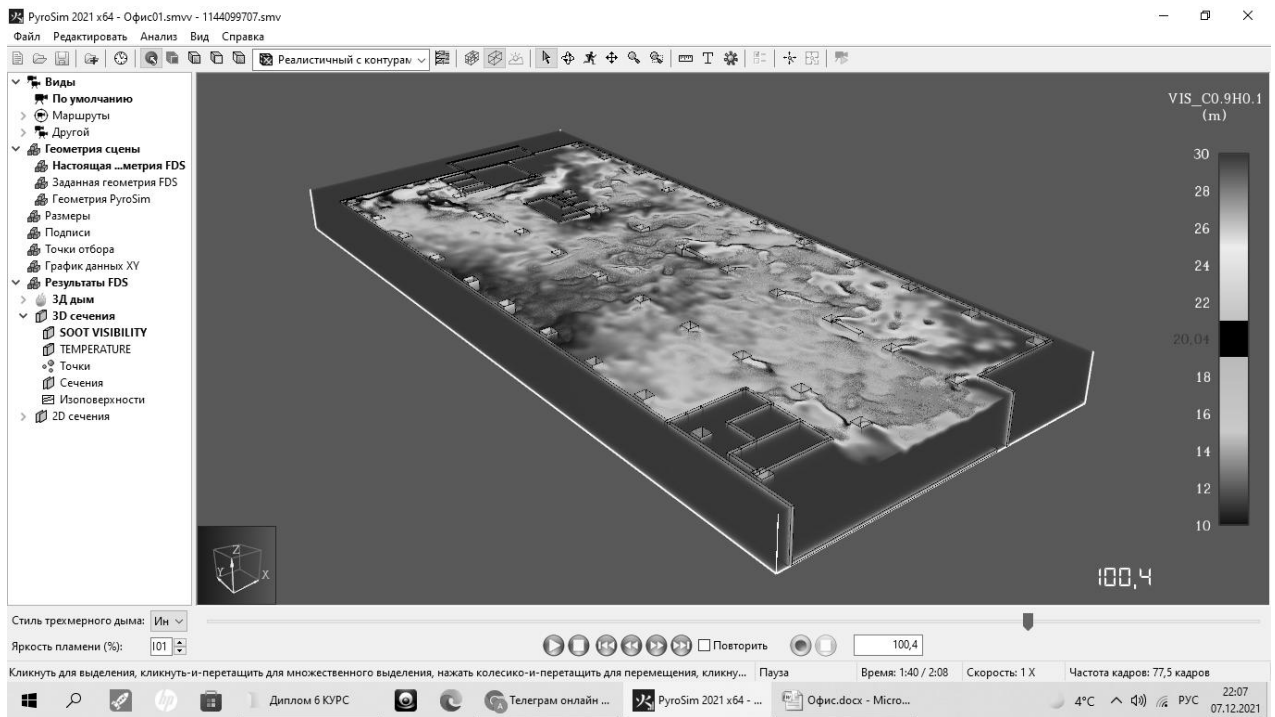 PyroSim 2021 x64 - Офис01.smvv - 1144099707.smv
Файл Редактировать Анализ Вид Справка
Реалистичный с контурам
Виды
По умолчанию
Маршруты
Другой
Геометрия сцены
Настоящая ...метрия FDS
Заданная геометрия FDS
Геометрия PyroSim
Размеры
Подписи
Точки отбора
График данных XY
Результаты FDS
3Д дым
3D сечения
SOOT VISIBILITY
TEMPERATURE
Точки
Сечения
Изоповерхности
2D сечения
VIS_C0.9H0.1
(m)
30
28
26
24
22
20,04
18
16
14
12
10
Z
Y
X
100,4
Стиль трехмерного дыма: Ин
Яркость пламени (%): 101
Повторить
100,4
Кликнуть для выделения, кликнуть-и-перетащить для множественного выделения, нажать колесико-и-перетащить для перемещения, кликну... Пауза Время: 1:40 / 2:08 Скорость: 1 X Частота кадров: 77,5 кадров
Диплом 6 КУРС Телеграм онлайн ... PyroSim 2021 x64 - ... Офис.docx - Micro... 4°C РУС 22:07
07.12.2021